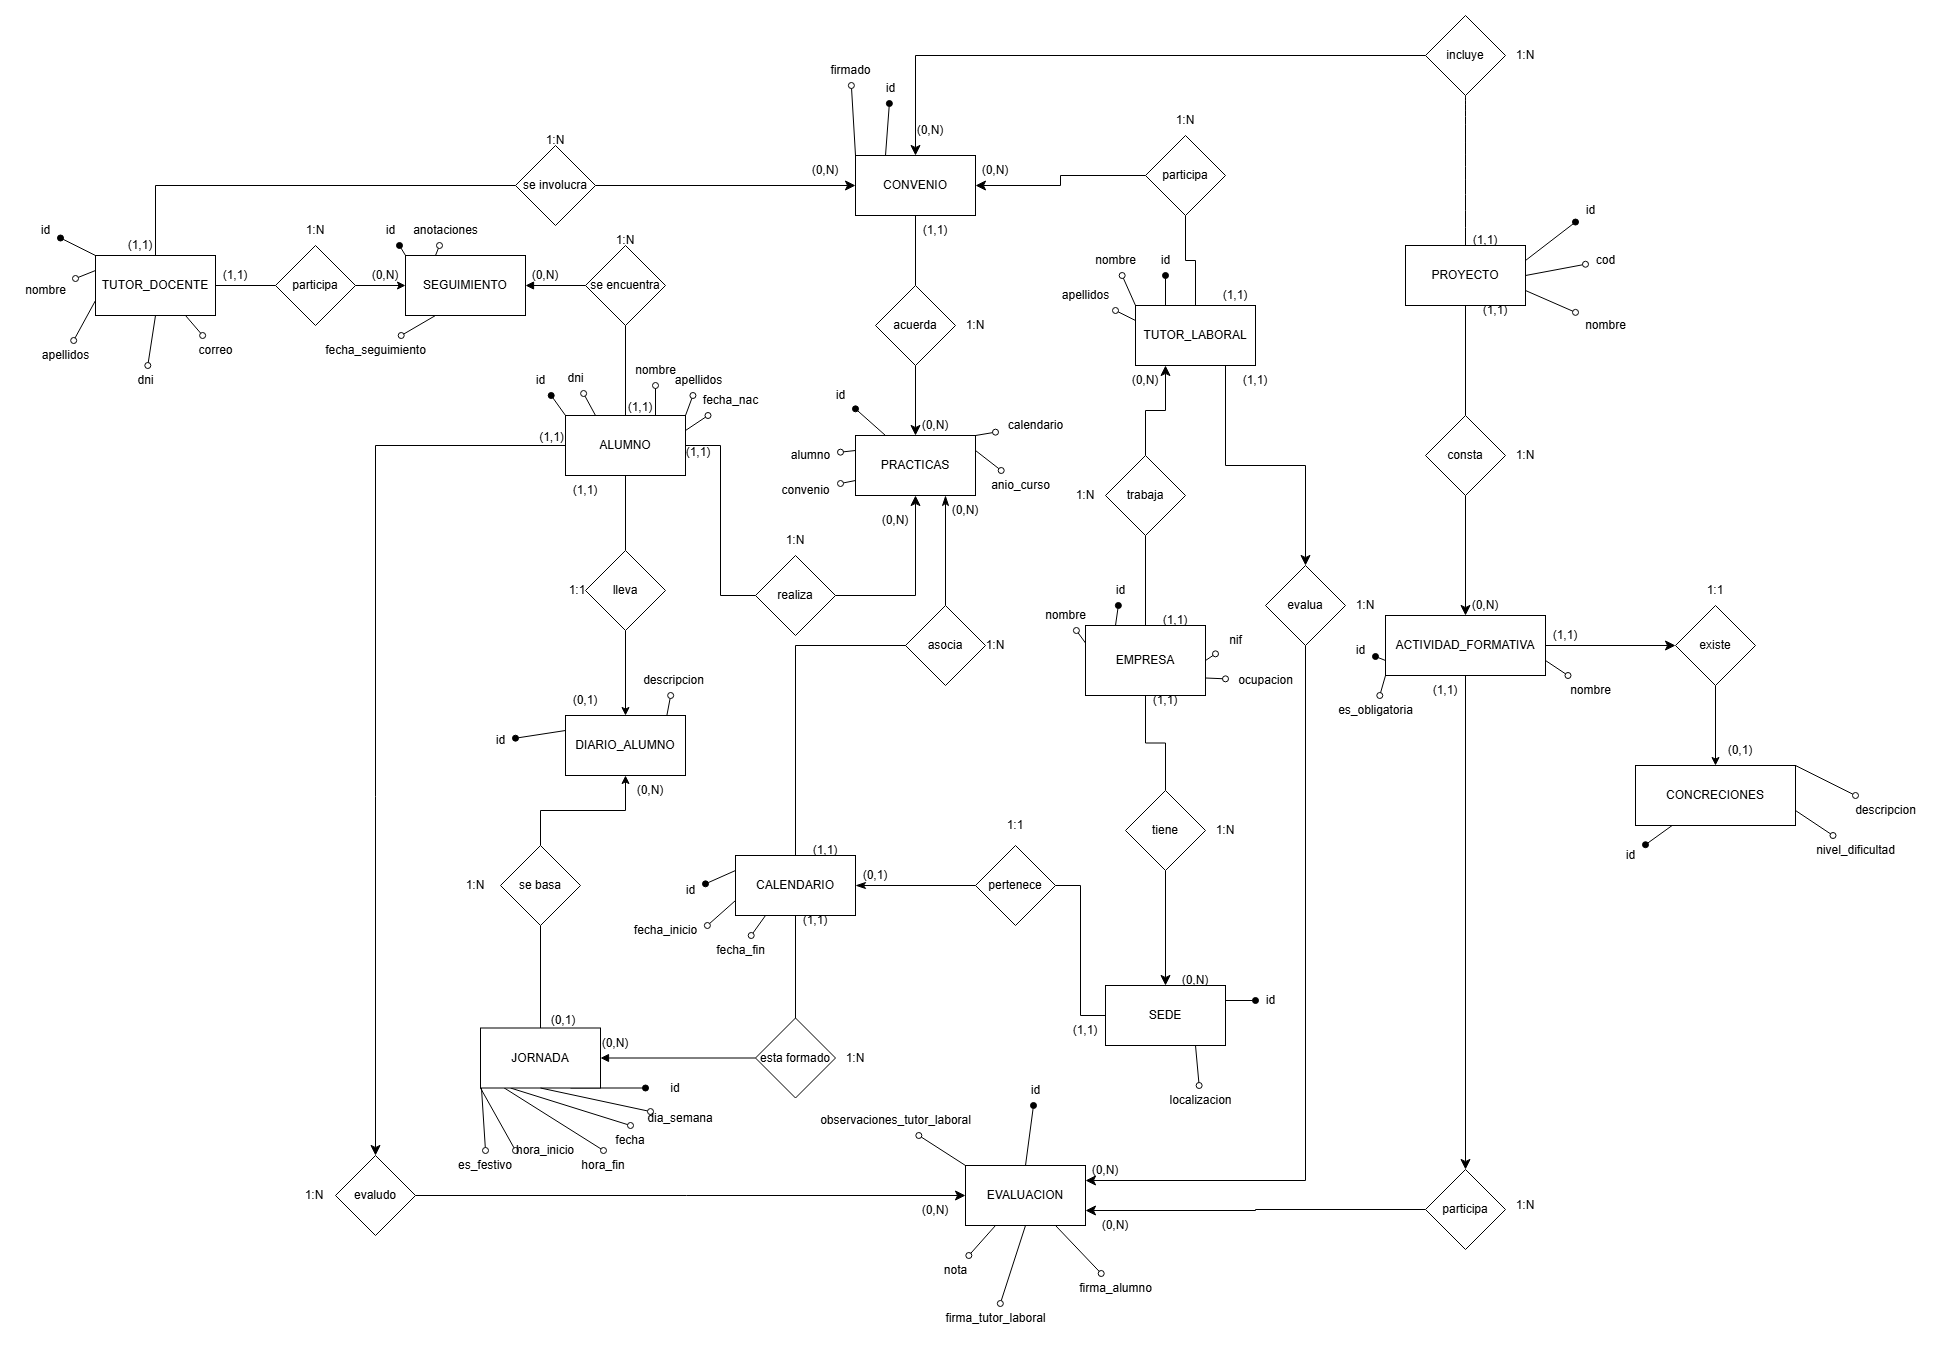 incluye
1:N
firmado
id
(0,N)
1:N
1:N
se involucra
(0,N)
CONVENIO
(0,N)
participa
id
(1,1)
1:N
id
anotaciones
1:N
(1,1)
(1,1)
id
cod
PROYECTO
nombre
(1,1)
nombre
TUTOR_DOCENTE
(1,1)
participa
(0,N)
SEGUIMIENTO
(0,N)
se encuentra
apellidos
dni
correo
fecha_seguimiento
acuerda
1:N
nombre
id
apellidos
(1,1)
TUTOR_LABORAL
(0,N)
(1,1)
id
dni
nombre
apellidos
fecha_nac
(1,1)
(1,1)
ALUMNO
(1,1)
(1,1)
id
(0,N)
calendario
alumno
PRACTICAS
convenio
anio_curso
(0,N)
(0,N)
1:N
trabaja
consta
1:N
1:N
realiza
1:1
lleva
asocia
1:N
id
nombre
(1,1)
EMPRESA
nif
ocupacion
(1,1)
evalua
1:N
(0,N)
ACTIVIDAD_FORMATIVA
(1,1)
id
es_obligatoria
(1,1)
nombre
1:1
existe
(0,1)
descripcion
id
DIARIO_ALUMNO
(0,N)
(0,1)
CONCRECIONES
descripcion
nivel_dificultad
id
1:N
se basa
(1,1)
CALENDARIO
id
fecha_inicio
fecha_fin
(1,1)
(0,1)
1:1
pertenece
tiene
1:N
(0,N)
SEDE
id
(1,1)
localizacion
(0,1)
JORNADA
(0,N)
esta formado
1:N
id
dia_semana
fecha
hora_inicio
es_festivo
hora_fin
observaciones_tutor_laboral
id
1:N
evaludo
(0,N)
EVALUACION
(0,N)
(0,N)
participa
1:N
nota
firma_alumno
firma_tutor_laboral